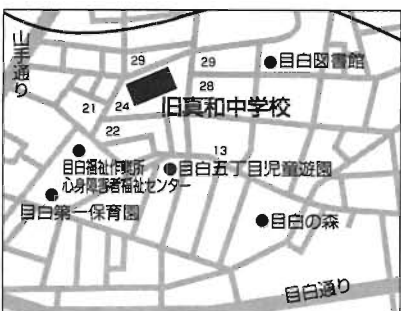 山手通り
29
29
目白図書館
28
21
24
旧真和中学校
22
13
目白福祉作業所
心身障害者福祉センター
目白五丁目児童遊園
目白第一保育園
目白の森
目白通り